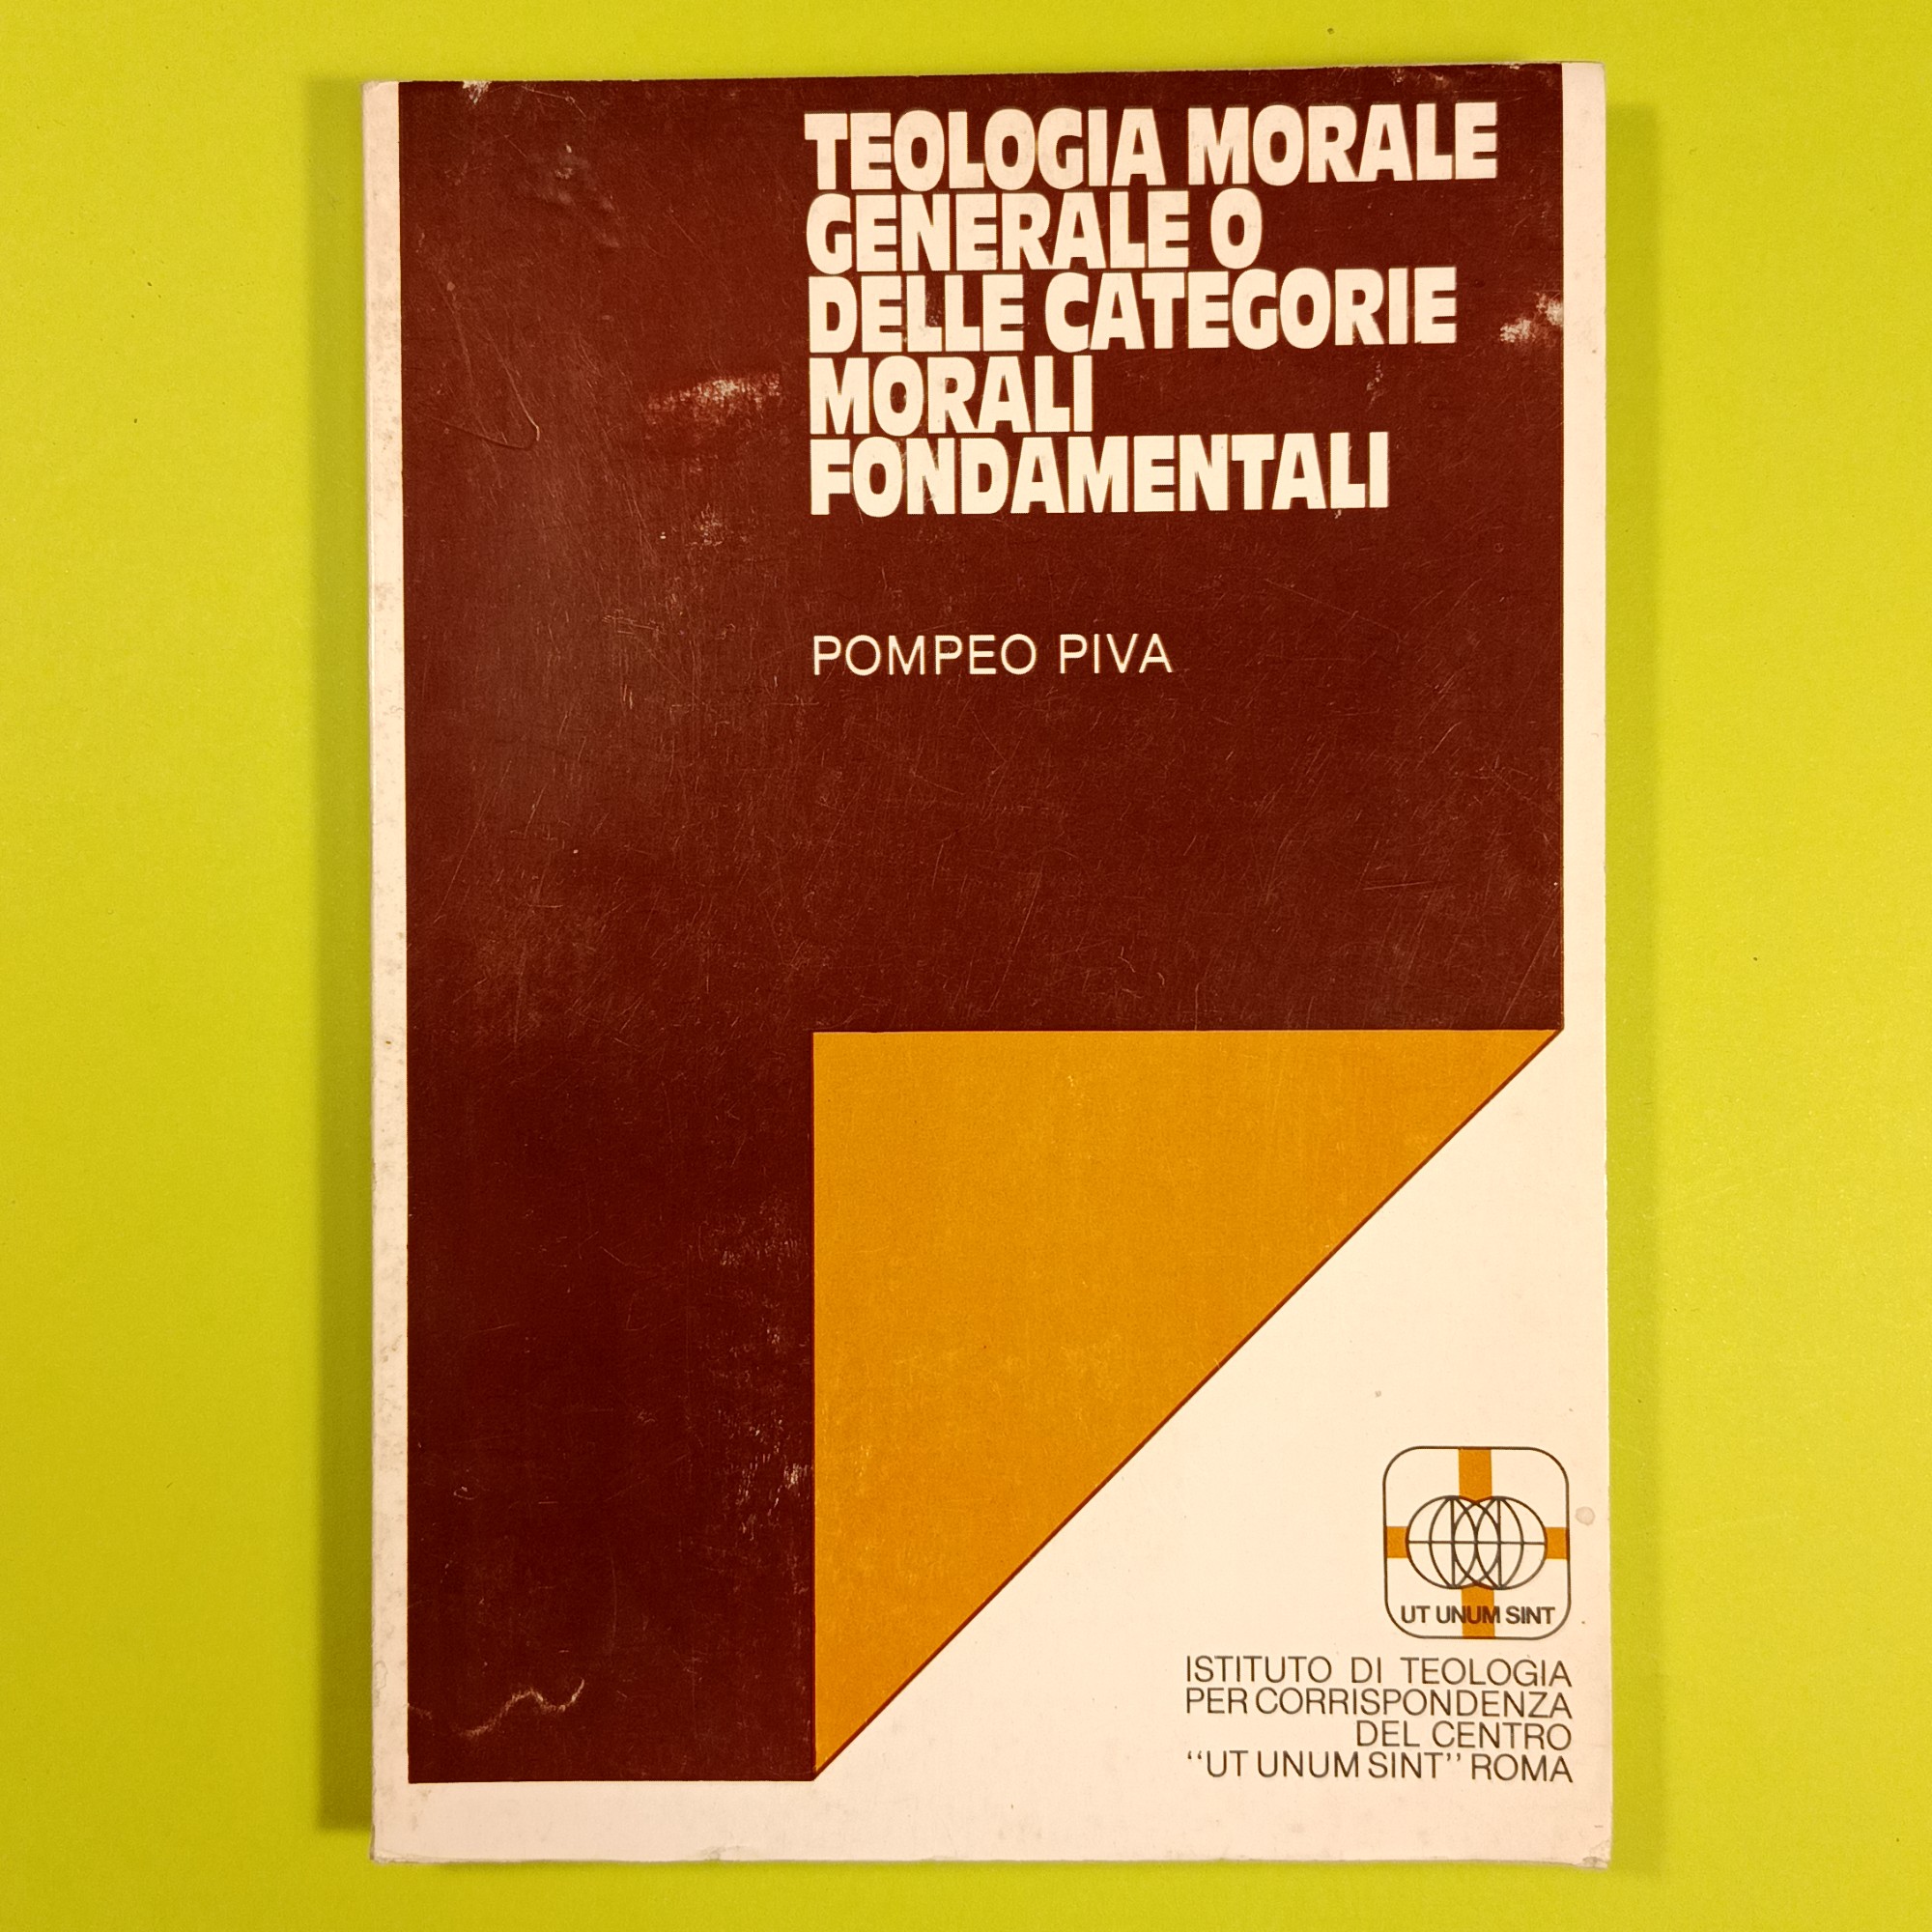 TEOLOGIA MORALE
GENERALE O
DELLE CATEGORIE
MORALI
FONDAMENTALI
POMPEO PIVA
UT UNUM SINT
ISTITUTO DI TEOLOGIA
PER CORRISPONDENZA
DEL CENTRO
“UT UNUM SINT” ROMA